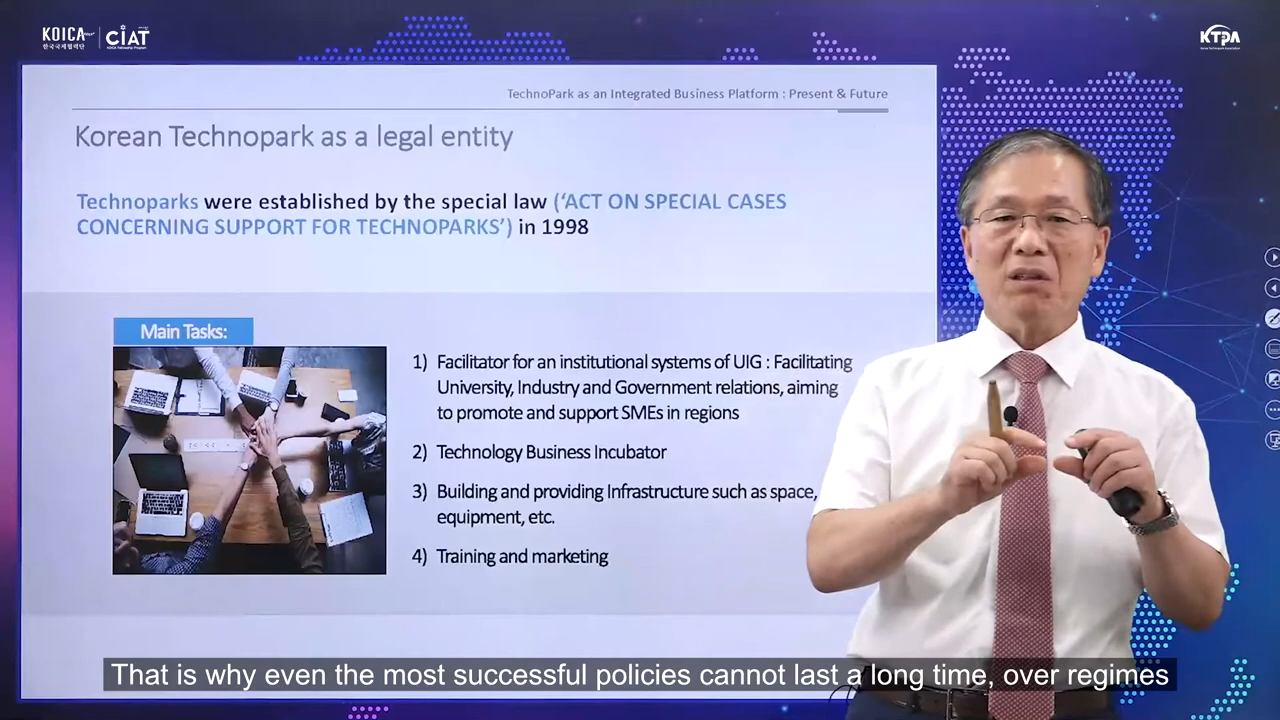 KOICA
한국국제협력단
CIAT
KOICA Fellowship Program
KTPA
Korea Technopark Association
TechnoPark as an Integrated Business Platform : Present & Future
Korean Technopark as a legal entity
Technoparks were established by the special law (‘ACT ON SPECIAL CASES
CONCERNING SUPPORT FOR TECHNOPARKS’) in 1998
Main Tasks:
1) Facilitator for an institutional systems of UIG : Facilitating
University, Industry and Government relations, aiming
to promote and support SMEs in regions
2) Technology Business Incubator
3) Building and providing Infrastructure such as space,
equipment, etc.
4) Training and marketing
That is why even the most successful policies cannot last a long time, over regimes